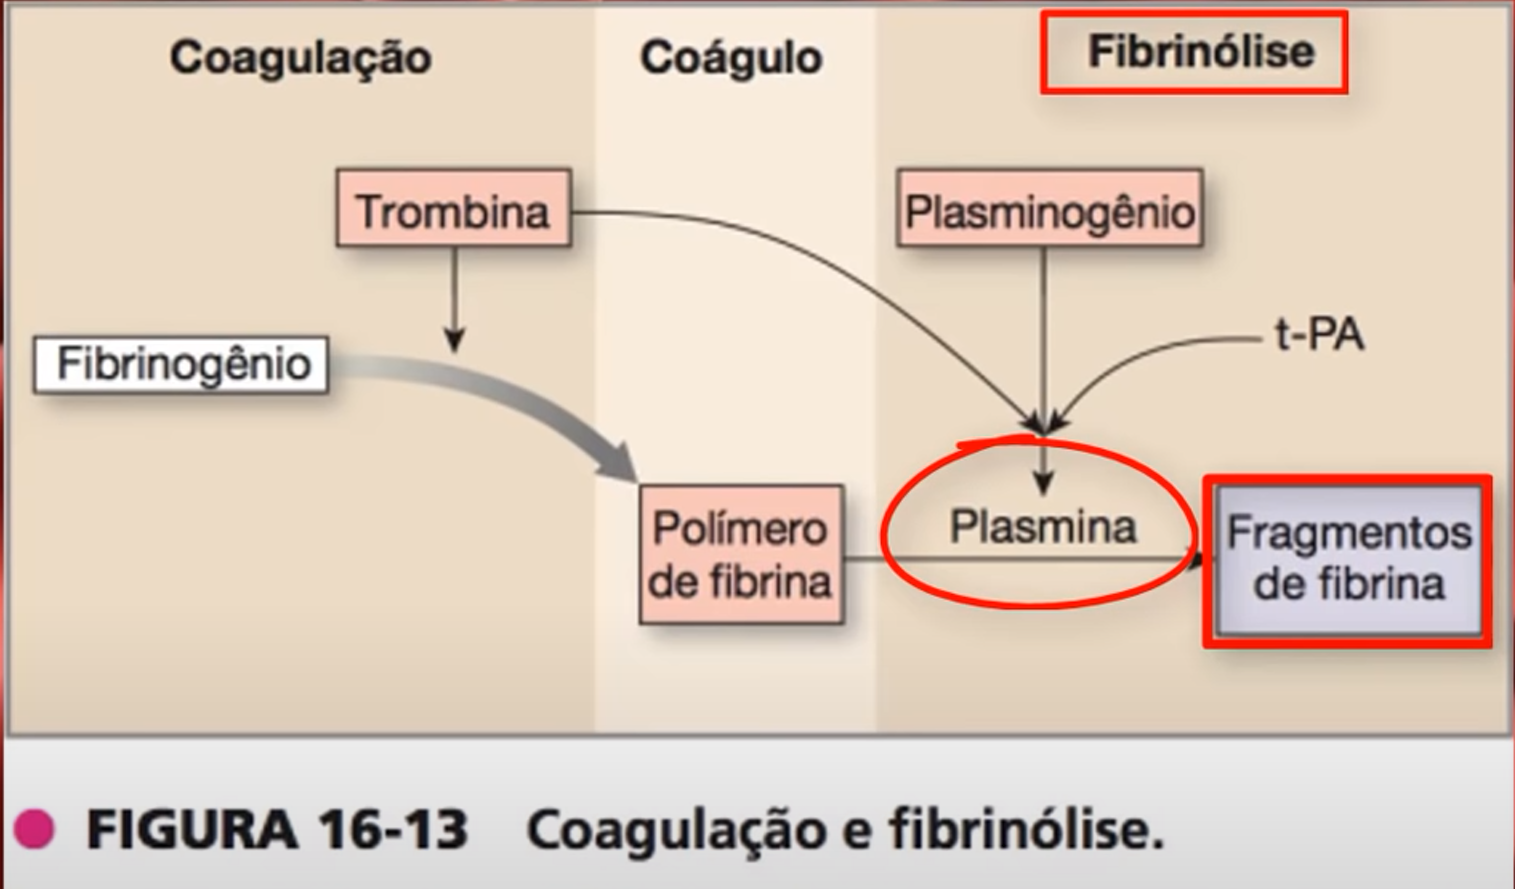 Coagulação
Coágulo
Fibrinólise
Trombina
Plasminogênio
t-PA
Fibrinogênio
Polímero
de fibrina
Plasmina
Fragmentos
de fibrina
FIGURA 16-13 Coagulação e fibrinólise.